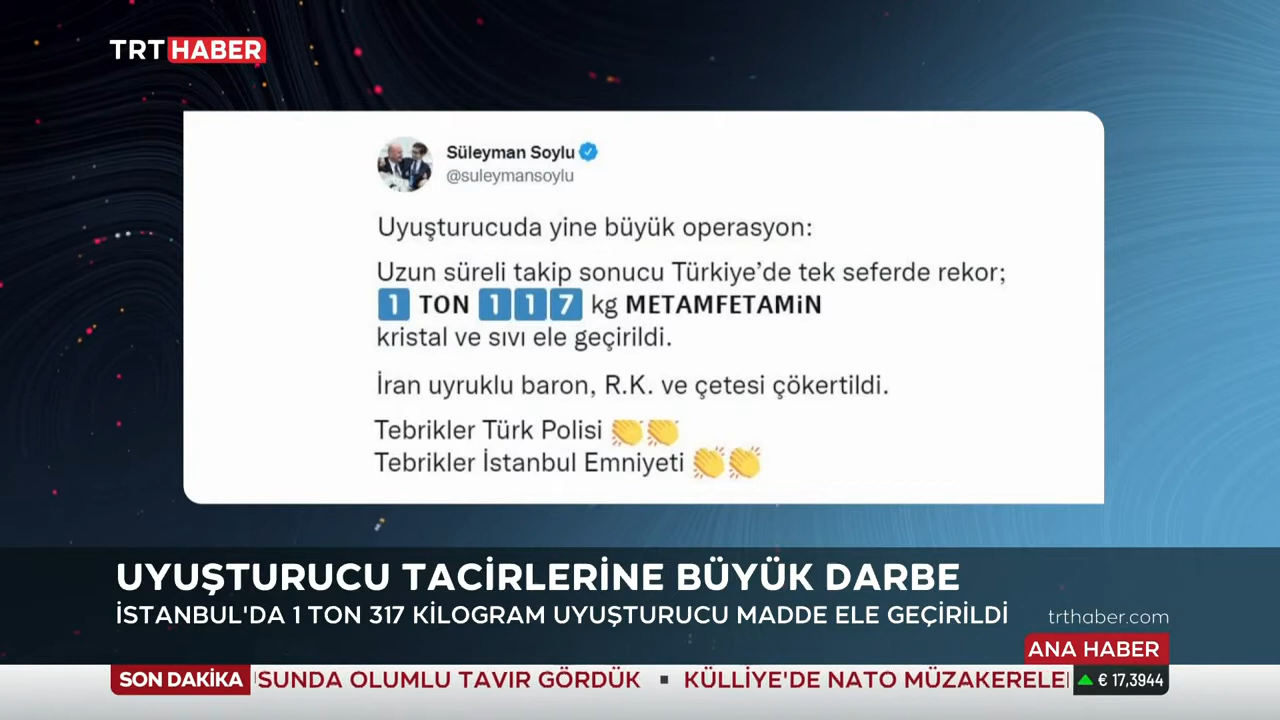 TRT HABER
Süleyman Soylu
@suleymansoylu
Uyuşturucuda yine büyük operasyon:
Uzun süreli takip sonucu Türkiye’de tek seferde rekor;
1 TON 117 kg METAMFETAMiN
kristal ve sıvı ele geçirildi.
İran uyruklu baron, R.K. ve çetesi çökertildi.
Tebrikler Türk Polisi 👏👏
Tebrikler İstanbul Emniyeti 👏👏
UYUŞTURUCU TACİRLERİNE BÜYÜK DARBE
İSTANBUL'DA 1 TON 317 KİLOGRAM UYUŞTURUCU MADDE ELE GEÇİRİLDİ
trthaber.com
ANA HABER
SON DAKİKA SUNDA OLUMLU TAVIR GÖRDÜK ▪ KÜLLİYE'DE NATO MÜZAKERELE € 17,3944